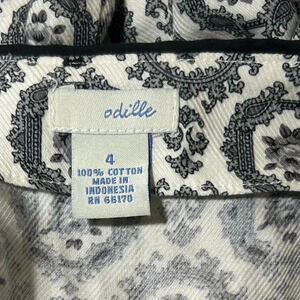 odille
4
100% COTTON
MADE IN
INDONESIA
RN 66170